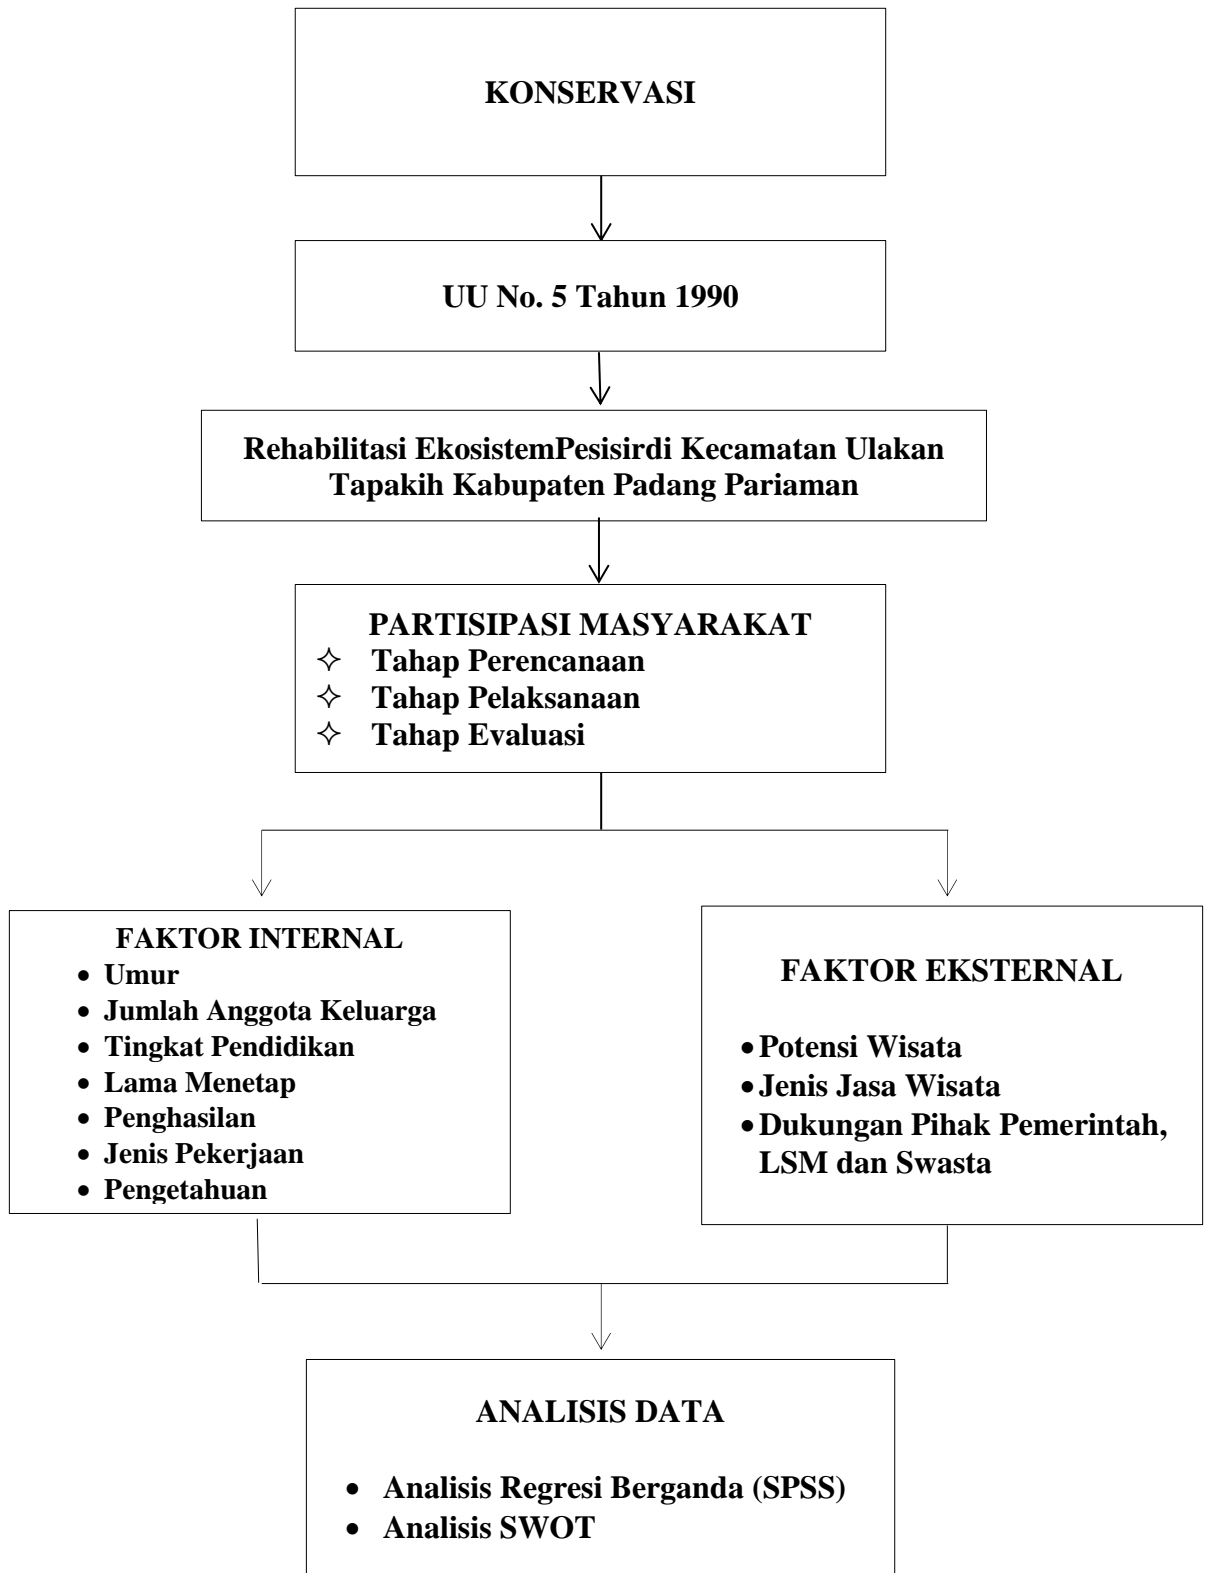 KONSERVASI
UU No. 5 Tahun 1990
Rehabilitasi EkosistemPesisirdi Kecamatan Ulakan
Tapakih Kabupaten Padang Pariaman
PARTISIPASI MASYARAKAT
✧ Tahap Perencanaan
✧ Tahap Pelaksanaan
✧ Tahap Evaluasi
FAKTOR INTERNAL
• Umur
• Jumlah Anggota Keluarga
• Tingkat Pendidikan
• Lama Menetap
• Penghasilan
• Jenis Pekerjaan
• Pengetahuan
FAKTOR EKSTERNAL
• Potensi Wisata
• Jenis Jasa Wisata
• Dukungan Pihak Pemerintah,
LSM dan Swasta
ANALISIS DATA
• Analisis Regresi Berganda (SPSS)
• Analisis SWOT